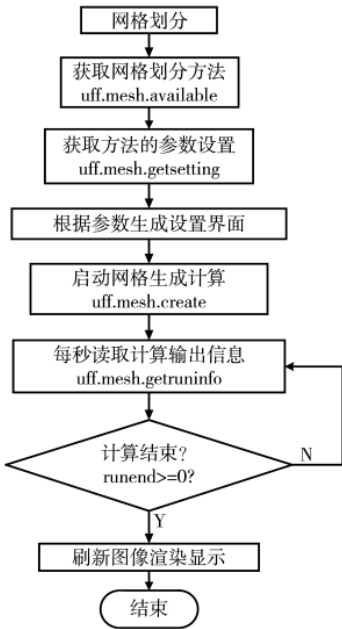 网格划分
获取网格划分方法
uff.mesh.available
获取方法的参数设置
uff.mesh.getsetting
根据参数生成设置界面
启动网格生成计算
uff.mesh.create
每秒读取计算输出信息
uff.mesh.getruninfo
计算结束?
runend>=0?
N
Y
刷新图像渲染显示
结束